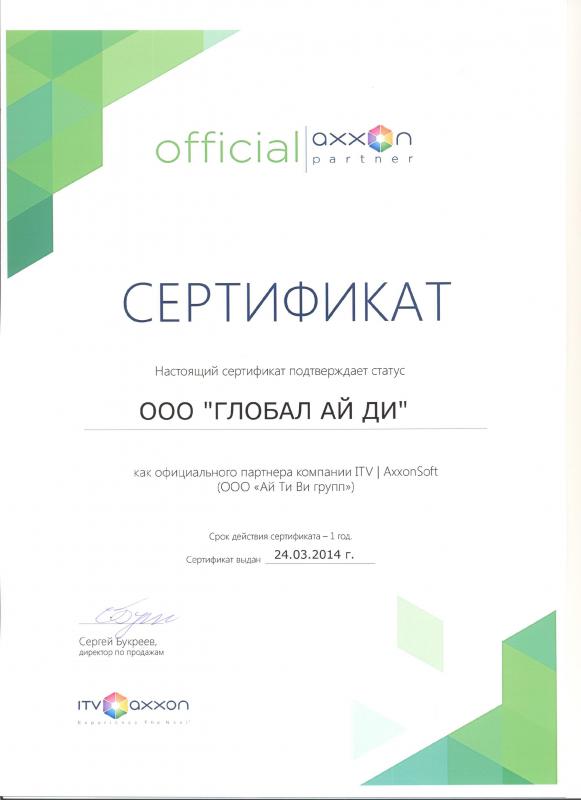 official axxon
partner
СЕРТИФИКАТ
Настоящий сертификат подтверждает статус
ООО "ГЛОБАЛ АЙ ДИ"
как официального партнера компании ITV | AxxonSoft
(ООО «Ай Ти Ви групп»)
Срок действия сертификата – 1 год.
Сертификат выдан 24.03.2014 г.
Сергей Букреев,
директор по продажам
ITV axxon
Experience The Next